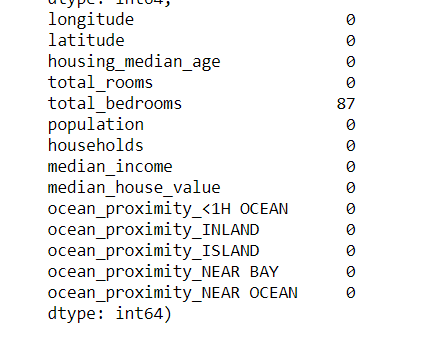 dtype: int64,
longitude 0
latitude 0
housing_median_age 0
total_rooms 0
total_bedrooms 87
population 0
households 0
median_income 0
median_house_value 0
ocean_proximity_<1H OCEAN 0
ocean_proximity_INLAND 0
ocean_proximity_ISLAND 0
ocean_proximity_NEAR BAY 0
ocean_proximity_NEAR OCEAN 0
dtype: int64)